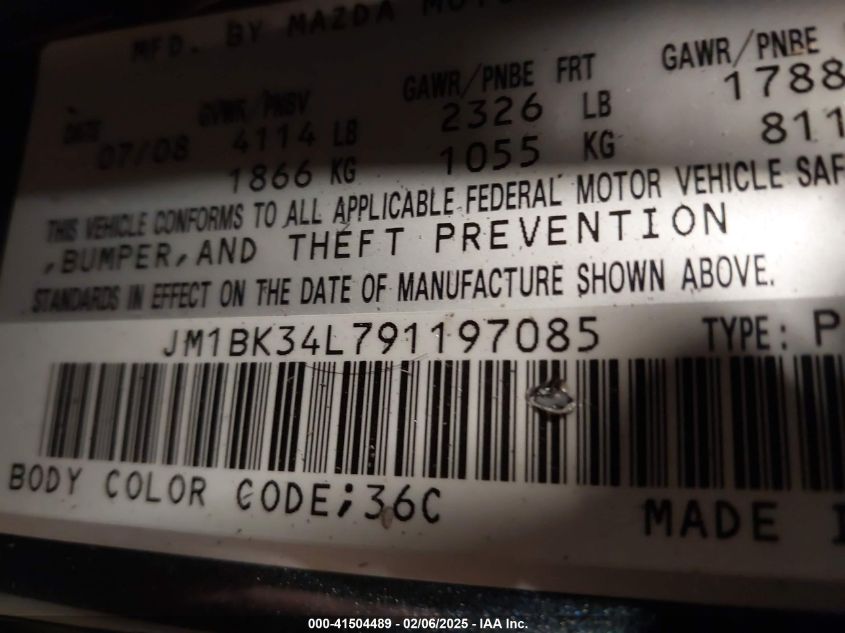 MFD. BY MAZDA
DATE GVWR/PNBV GAWR/PNBE FRT GAWR/PNBE
07/08 4114 LB 2326 LB 1788
1866 KG 1055 KG 811
THIS VEHICLE CONFORMS TO ALL APPLICABLE FEDERAL MOTOR VEHICLE SAF
,BUMPER,AND THEFT PREVENTION
STANDARDS IN EFFECT ON THE DATE OF MANUFACTURE SHOWN ABOVE.
JM1BK34L791197085 TYPE: P
BODY COLOR CODE;36C MADE
000-41504489 - 02/06/2025 - IAA Inc.